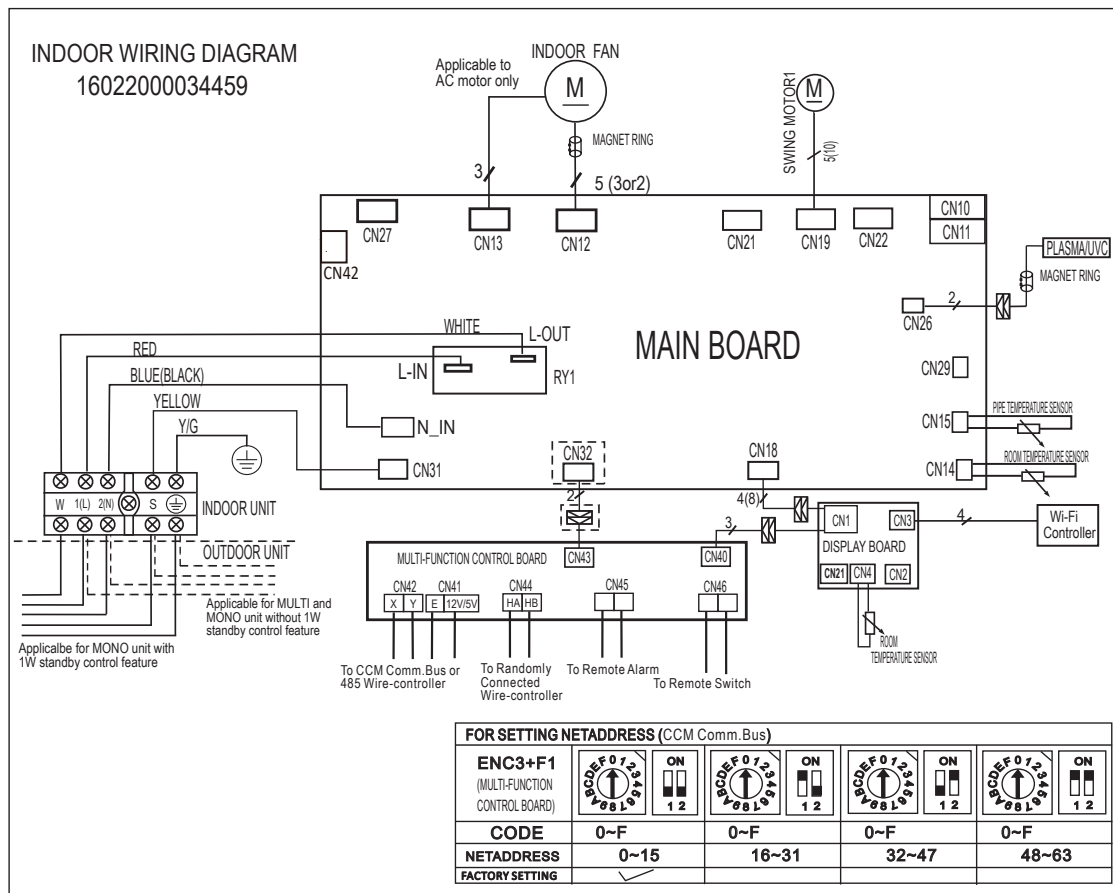 INDOOR WIRING DIAGRAM
16022000034459
Applicable to
AC motor only
INDOOR FAN
M
MAGNET RING
3
5 (3or2)
SWING MOTOR1
M
5(10)
CN27
CN13
CN12
CN21
CN19
CN22
CN10
CN11
CN42
PLASMA/UVC
MAGNET RING
2
CN26
WHITE
L-OUT
RED
L-IN
RY1
MAIN BOARD
BLUE(BLACK)
CN29
YELLOW
N_IN
Y/G
CN15
PIPE TEMPERATURE SENSOR
CN31
CN32
CN18
CN14
ROOM TEMPERATURE SENSOR
W 1(L) 2(N) S
INDOOR UNIT
OUTDOOR UNIT
2
4(8)
3
4
CN1
CN3
Wi-Fi
Controller
DISPLAY BOARD
CN21
CN4
CN2
ROOM
TEMPERATURE SENSOR
MULTI-FUNCTION CONTROL BOARD
CN43
CN40
CN42 CN41 CN44 CN45 CN46
X Y E 12V/5V HA HB
Applicable for MULTI and
MONO unit without 1W
standby control feature
Applicalbe for MONO unit with
1W standby control feature
To CCM Comm.Bus or
485 Wire-controller
To Randomly
Connected
Wire-controller
To Remote Alarm
To Remote Switch
FOR SETTING NETADDRESS (CCM Comm.Bus)
ENC3+F1
(MULTI-FUNCTION
CONTROL BOARD)
0123456789ABCDEF
ON
1 2
0123456789ABCDEF
ON
1 2
0123456789ABCDEF
ON
1 2
0123456789ABCDEF
ON
1 2
CODE 0~F 0~F 0~F 0~F
NETADDRESS 0~15 16~31 32~47 48~63
FACTORY SETTING